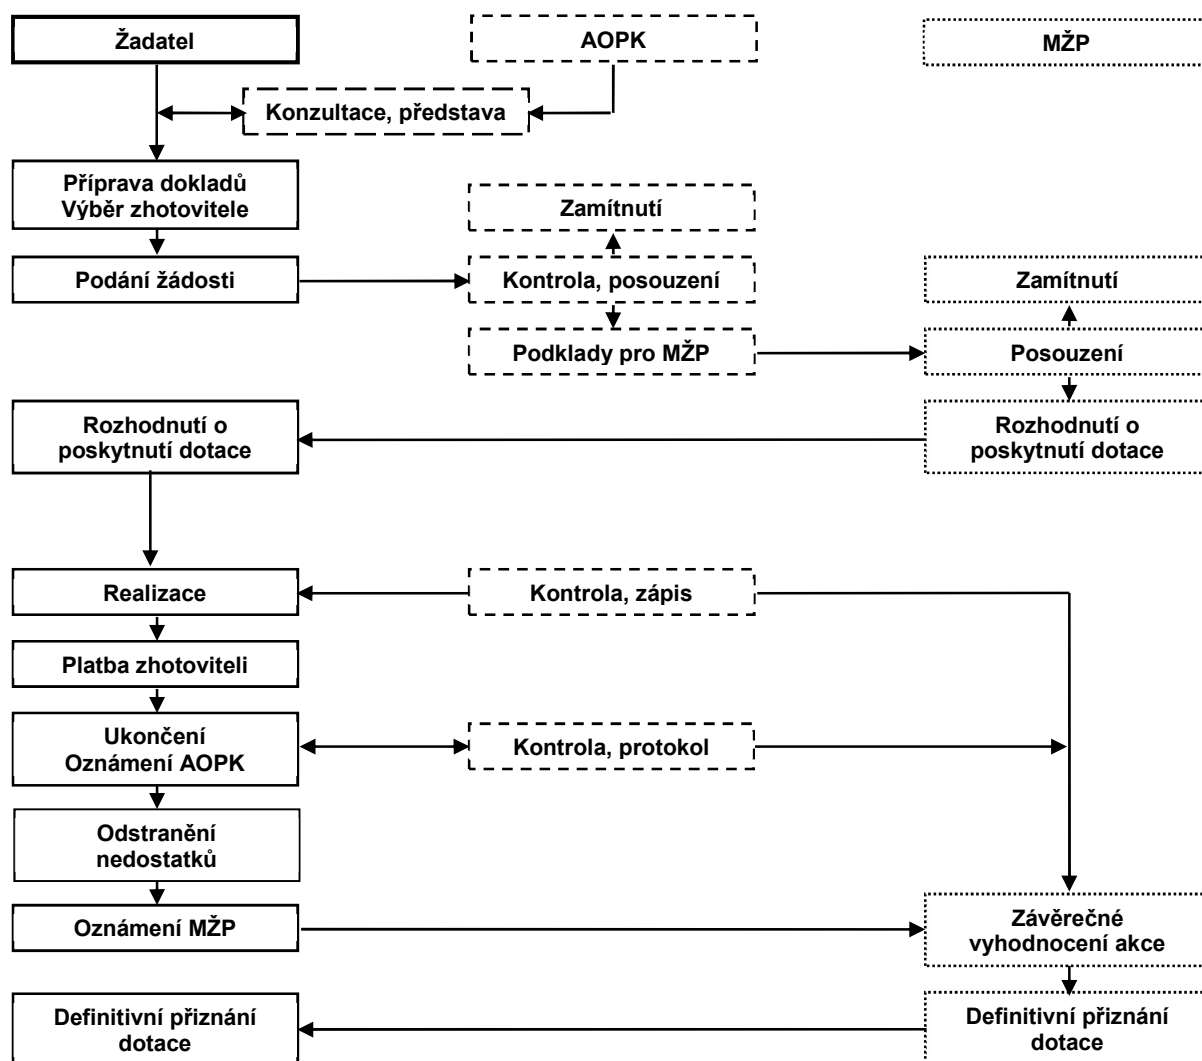 Žadatel
AOPK
MŽP
Konzultace, představa
Příprava dokladů
Výběr zhotovitele
Zamítnutí
Podání žádosti
Kontrola, posouzení
Zamítnutí
Podklady pro MŽP
Posouzení
Rozhodnutí o
poskytnutí dotace
Rozhodnutí o
poskytnutí dotace
Realizace
Kontrola, zápis
Platba zhotoviteli
Ukončení
Oznámení AOPK
Kontrola, protokol
Odstranění
nedostatků
Oznámení MŽP
Závěrečné
vyhodnocení akce
Definitivní přiznání
dotace
Definitivní přiznání
dotace